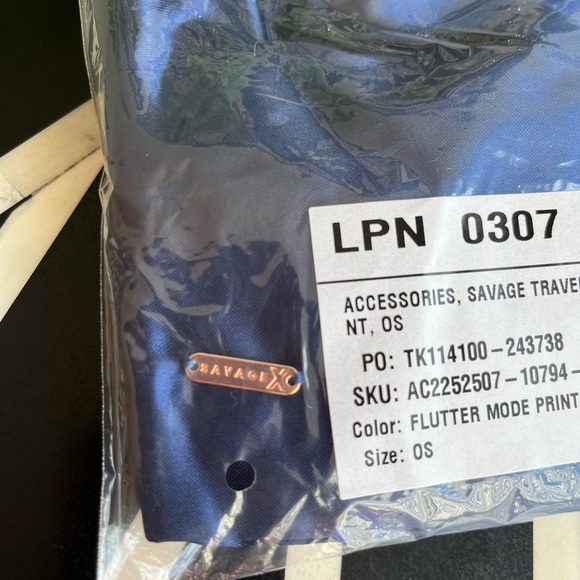 LPN 0307
ACCESSORIES, SAVAGE TRAVE
NT, OS
PO: TK114100-243738
SKU: AC2252507-10794-
Color: FLUTTER MODE PRINT
Size: OS
SAVAGE X